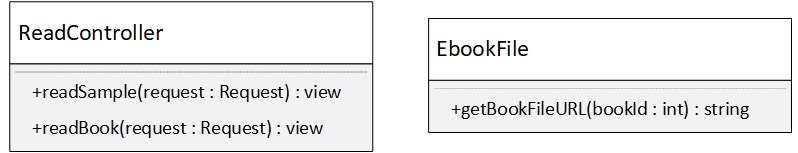 ReadController
+readSample(request : Request) : view
+readBook(request : Request) : view
EbookFile
+getBookFileURL(bookId : int) : string